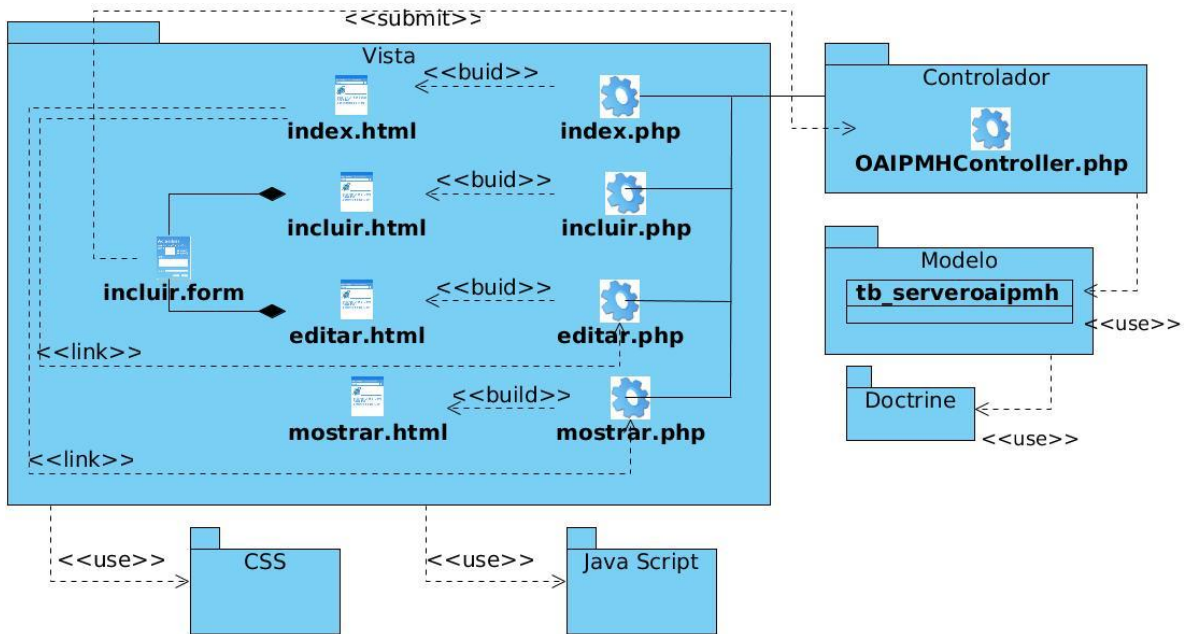 <<submit>>
Vista
Controlador
<<buid>>
index.html
index.php
OAIPMHController.php
<<buid>>
incluir.html
incluir.php
incluir.form
<<buid>>
editar.html
editar.php
Modelo
tb_serveroaipmh
<<use>>
<<link>>
<<build>>
mostrar.html
mostrar.php
Doctrine
<<use>>
<<link>>
<<use>>
CSS
<<use>>
Java Script